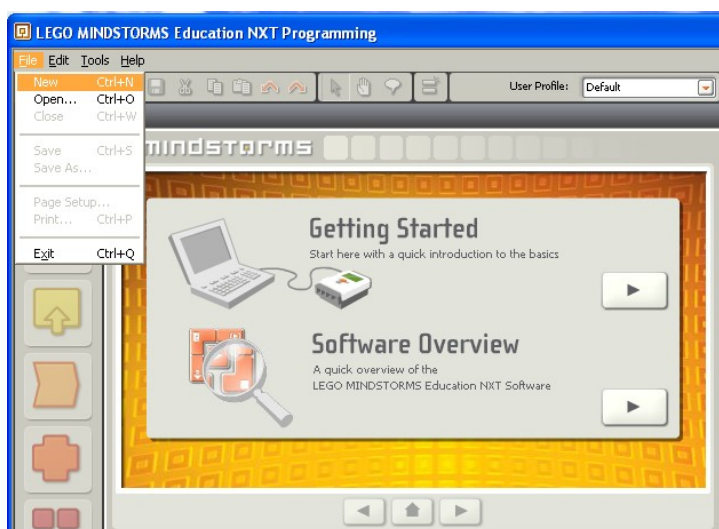 LEGO MINDSTORMS Education NXT Programming
File Edit Tools Help
New Ctrl+N
Open... Ctrl+O
Close Ctrl+W
Save Ctrl+S
Save As...
Page Setup...
Print... Ctrl+P
Exit Ctrl+Q
User Profile: Default
mindstorms
Getting Started
Start here with a quick introduction to the basics
Software Overview
A quick overview of the
LEGO MINDSTORMS Education NXT Software